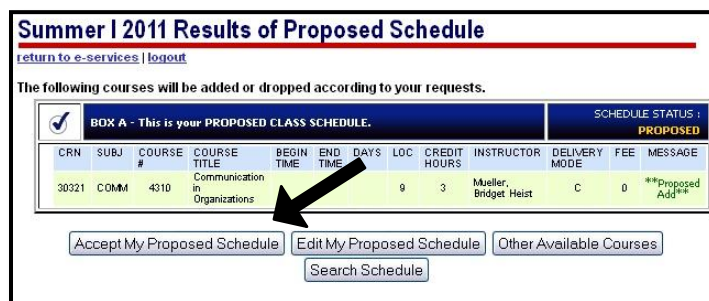 Summer I 2011 Results of Proposed Schedule
return to e-services | logout
The following courses will be added or dropped according to your requests.
BOX A - This is your PROPOSED CLASS SCHEDULE.
SCHEDULE STATUS :
PROPOSED
CRN SUBJ COURSE # COURSE TITLE BEGIN TIME END TIME DAYS LOC CREDIT HOURS INSTRUCTOR DELIVERY MODE FEE MESSAGE
30321 COMM 4310 Communication in Organizations 9 3 Mueller, Bridget Heist C 0 **Proposed Add**
Accept My Proposed Schedule Edit My Proposed Schedule Other Available Courses
Search Schedule